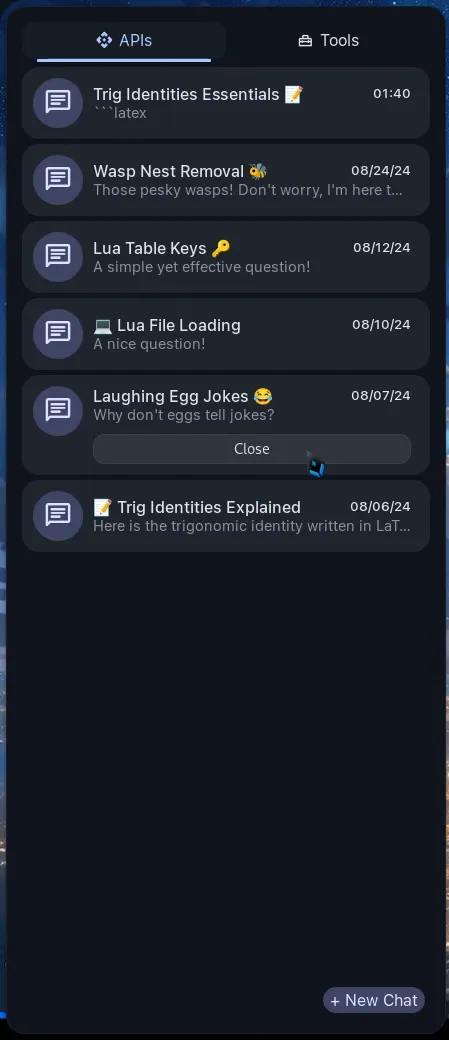 APIs
Tools
Trig Identities Essentials 📝 01:40
```latex
Wasp Nest Removal 🐝 08/24/24
Those pesky wasps! Don't worry, I'm here t...
Lua Table Keys 🔑 08/12/24
A simple yet effective question!
💻 Lua File Loading 08/10/24
A nice question!
Laughing Egg Jokes 😂 08/07/24
Why don't eggs tell jokes?
Close
📝 Trig Identities Explained 08/06/24
Here is the trigonomic identity written in LaT...
+ New Chat